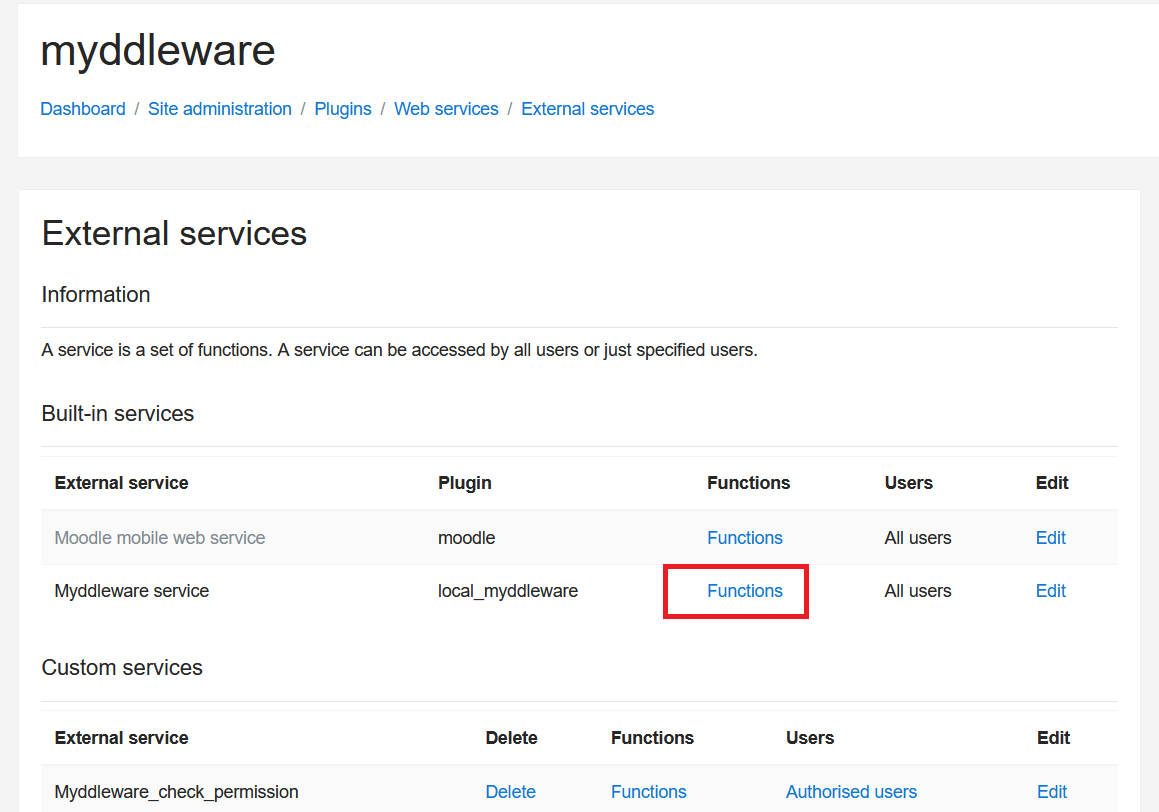 myddleware
Dashboard / Site administration / Plugins / Web services / External services
External services
Information
A service is a set of functions. A service can be accessed by all users or just specified users.
Built-in services
External service Plugin Functions Users Edit
Moodle mobile web service moodle Functions All users Edit
Myddleware service local_myddleware Functions All users Edit
Custom services
External service Delete Functions Users Edit
Myddleware_check_permission Delete Functions Authorised users Edit